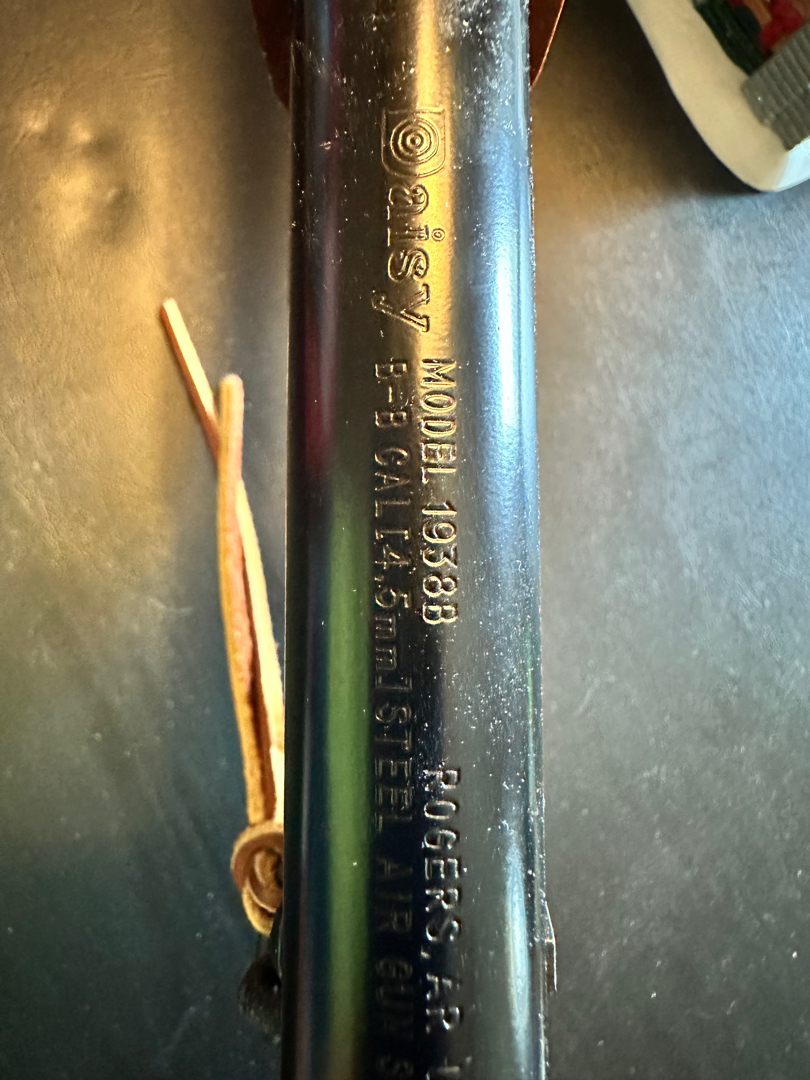 Daisy
MODEL 1938B ROGERS, AR.
B-B CAL(4.5mm)STEEL AIR GUN